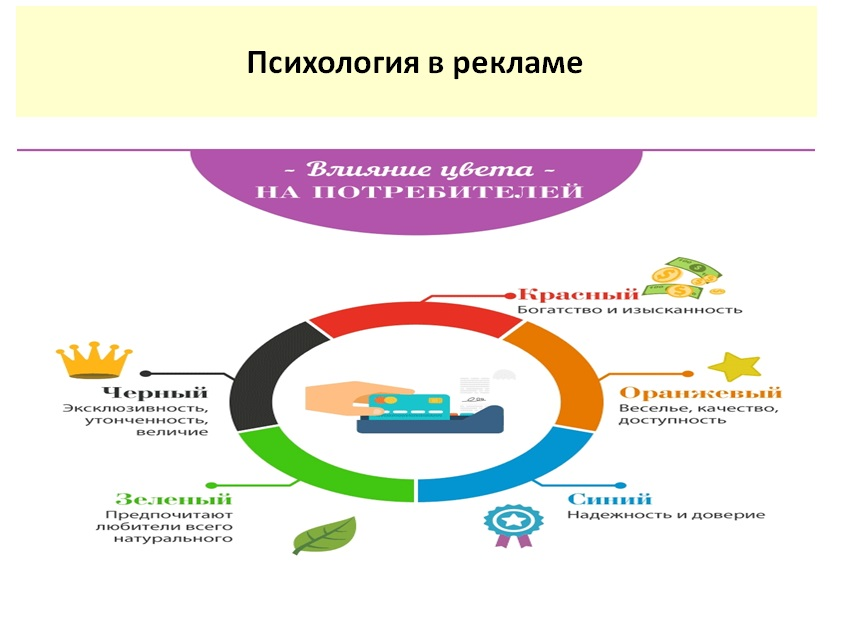 Психология в рекламе
- Влияние цвета -
НА ПОТРЕБИТЕЛЕЙ
Красный
Богатство и изысканность
Черный
Эксклюзивность,
утонченность,
величие
Оранжевый
Веселье, качество,
доступность
Зеленый
Предпочитают
любители всего
натурального
Синий
Надежность и доверие